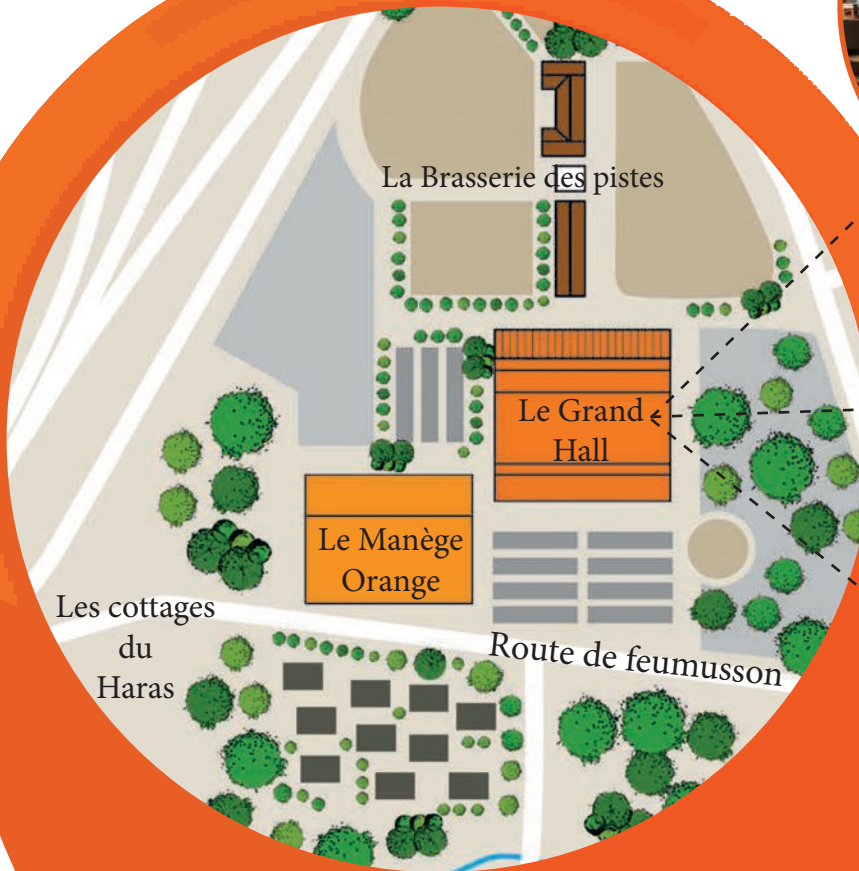 La Brasserie des pistes
Le Grand
Hall
Le Manège
Orange
Les cottages
du
Haras
Route de feumusson